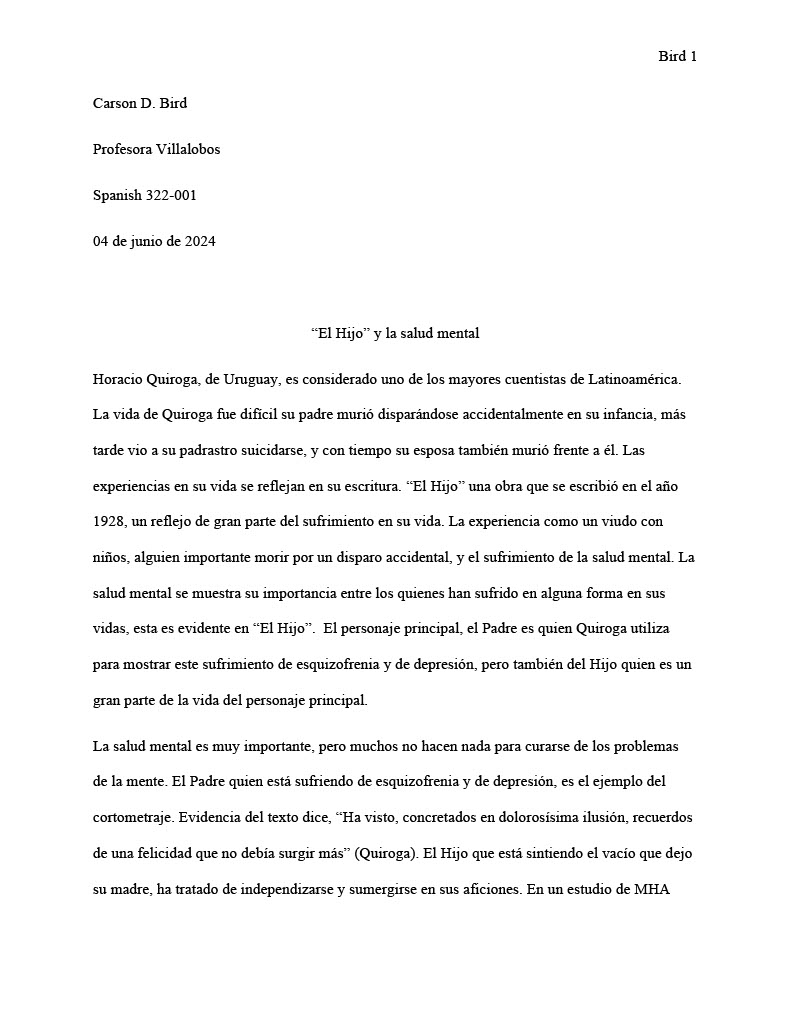 Bird 1
Carson D. Bird
Profesora Villalobos
Spanish 322-001
04 de junio de 2024
“El Hijo” y la salud mental
Horacio Quiroga, de Uruguay, es considerado uno de los mayores cuentistas de Latinoamérica.
La vida de Quiroga fue difícil su padre murió disparándose accidentalmente en su infancia, más
tarde vio a su padrastro suicidarse, y con tiempo su esposa también murió frente a él. Las
experiencias en su vida se reflejan en su escritura. “El Hijo” una obra que se escribió en el año
1928, un reflejo de gran parte del sufrimiento en su vida. La experiencia como un viudo con
niños, alguien importante morir por un disparo accidental, y el sufrimiento de la salud mental. La
salud mental se muestra su importancia entre los quienes han sufrido en alguna forma en sus
vidas, esta es evidente en “El Hijo”.  El personaje principal, el Padre es quien Quiroga utiliza
para mostrar este sufrimiento de esquizofrenia y de depresión, pero también del Hijo quien es un
gran parte de la vida del personaje principal.
La salud mental es muy importante, pero muchos no hacen nada para curarse de los problemas
de la mente. El Padre quien está sufriendo de esquizofrenia y de depresión, es el ejemplo del
cortometraje. Evidencia del texto dice, “Ha visto, concretados en dolorosísima ilusión, recuerdos
de una felicidad que no debía surgir más” (Quiroga). El Hijo que está sintiendo el vacío que dejo
su madre, ha tratado de independizarse y sumergirse en sus aficiones. En un estudio de MHA